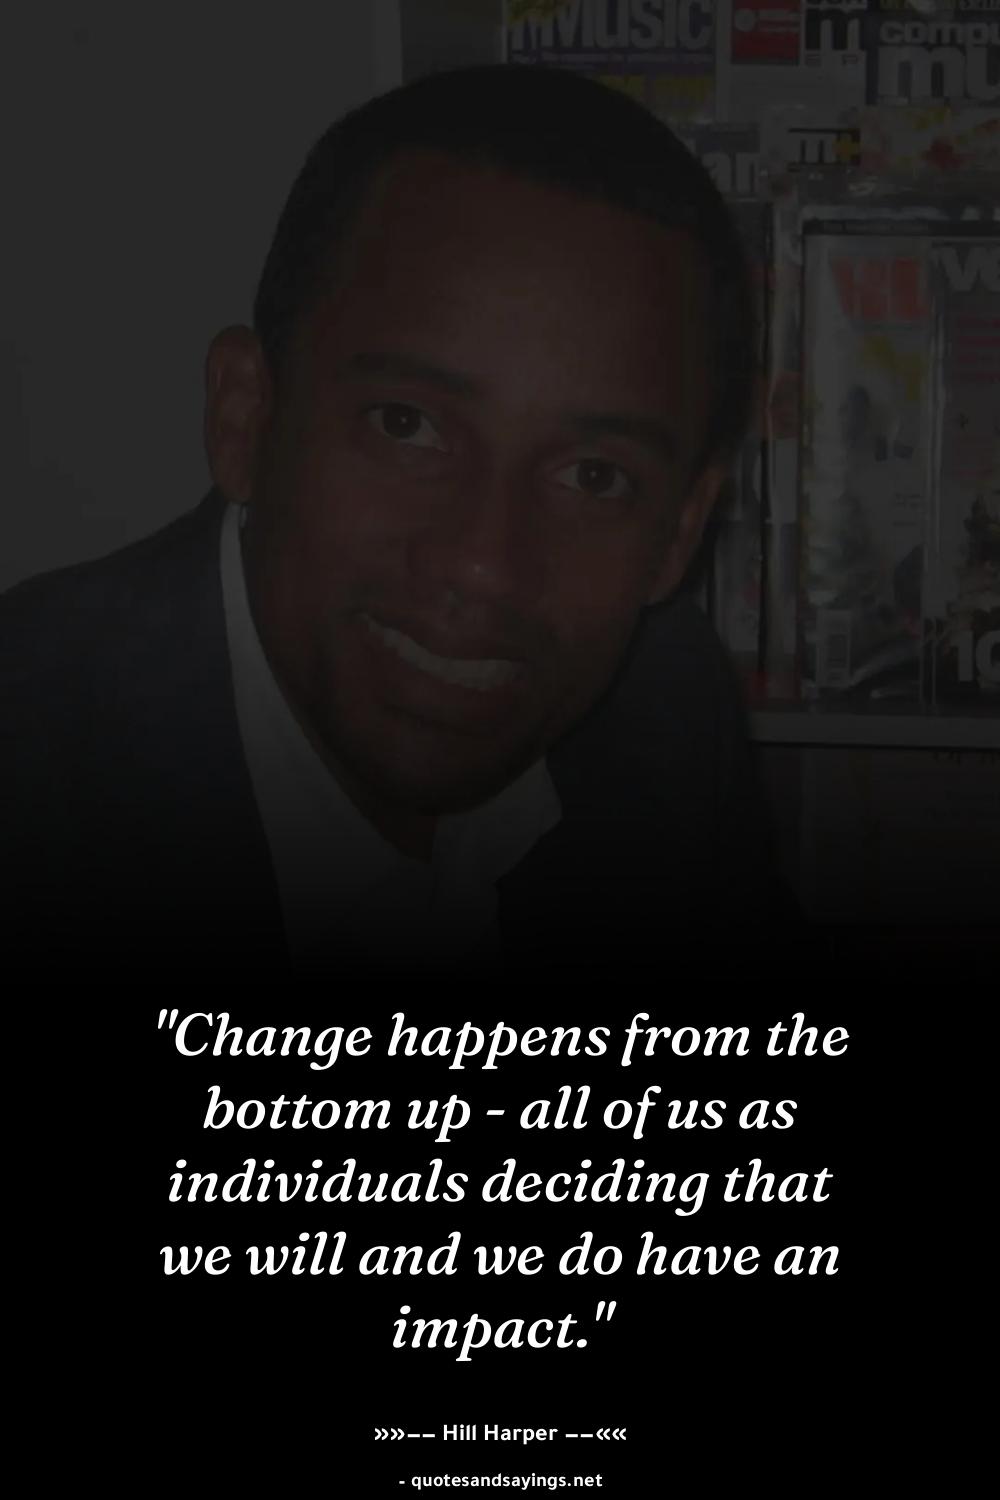 Music
"Change happens from the
bottom up - all of us as
individuals deciding that
we will and we do have an
impact."
»»−− Hill Harper −−««
- quotesandsayings.net